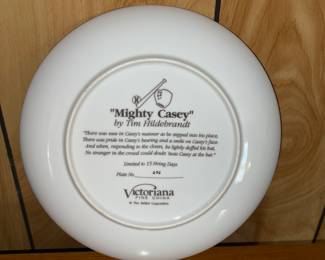 "Mighty Casey"
by Tim Hildebrandt
"There was ease in Casey's manner as he stepped into his place,
There was pride in Casey's bearing and a smile on Casey's face
And when, responding to the cheers, he lightly doffed his hat,
No stranger in the crowd could doubt 'twas Casey at the bat."
Limited to 15 Firing Days
Plate No.
Victoriana
FINE CHINA